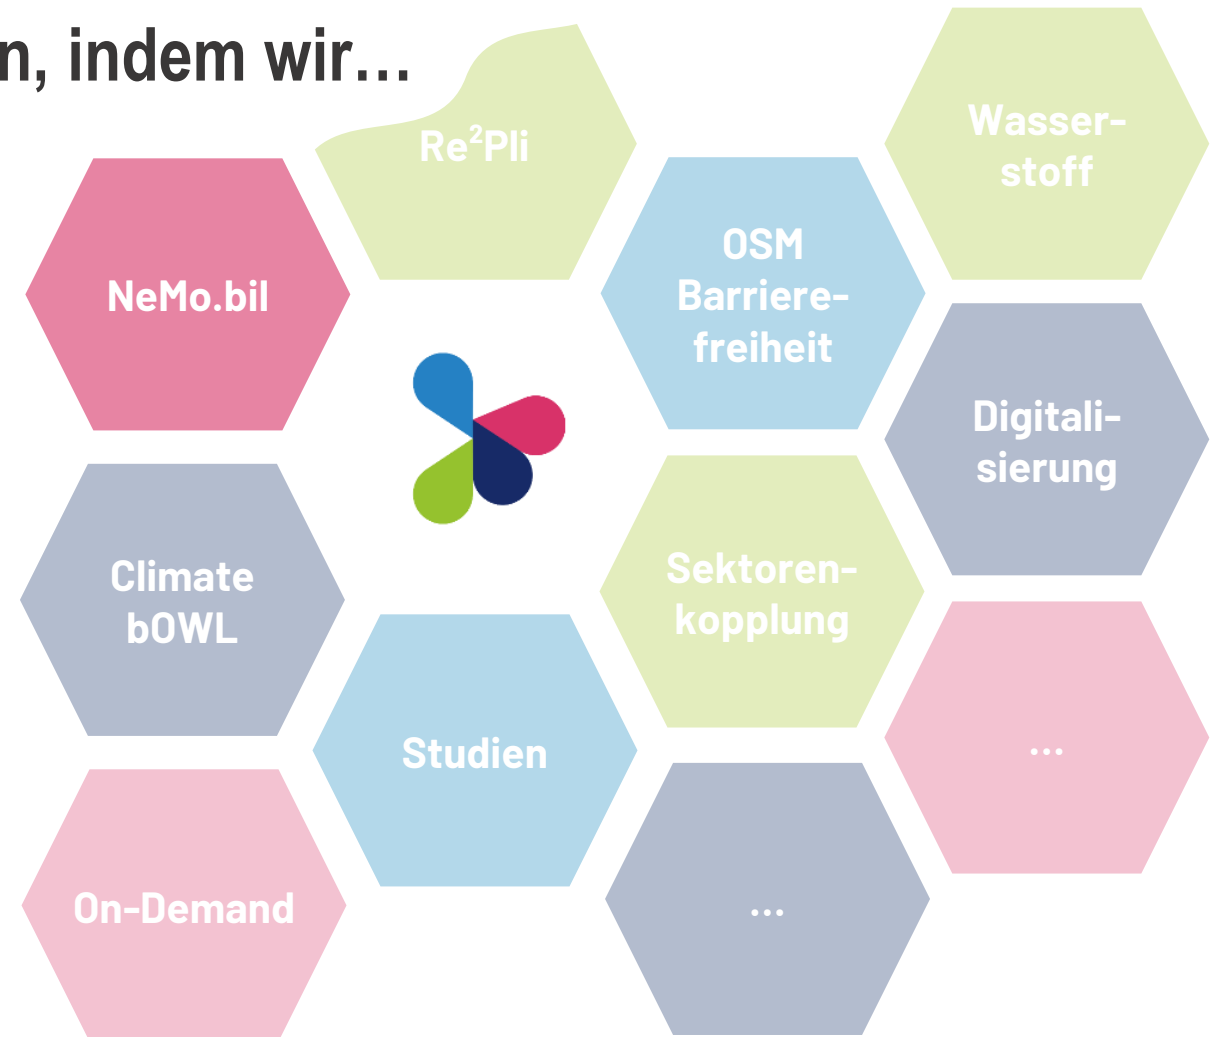 n, indem wir...
Re²Pli
Wasser-
stoff
NeMo.bil
OSM
Barriere-
freiheit
Digitali-
sierung
Climate
bOWL
Sektoren-
kopplung
Studien
...
On-Demand
...